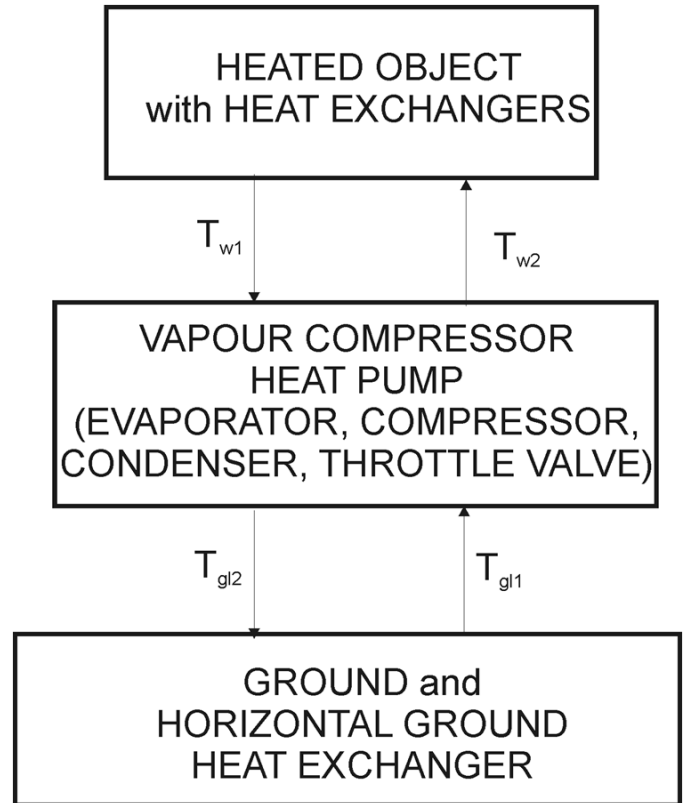 HEATED OBJECT
with HEAT EXCHANGERS
Tw1
Tw2
VAPOUR COMPRESSOR
HEAT PUMP
(EVAPORATOR, COMPRESSOR,
CONDENSER, THROTTLE VALVE)
Tgl2
Tgl1
GROUND and
HORIZONTAL GROUND
HEAT EXCHANGER